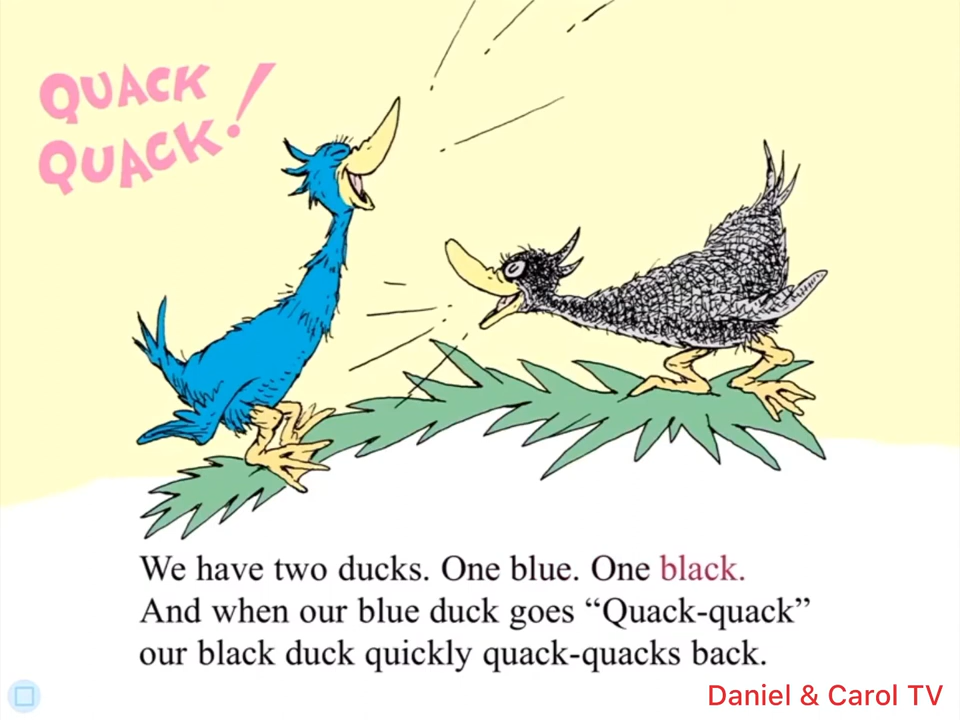 QUACK
QUACK!
We have two ducks. One blue. One black.
And when our blue duck goes “Quack-quack”
our black duck quickly quack-quacks back.
Daniel & Carol TV